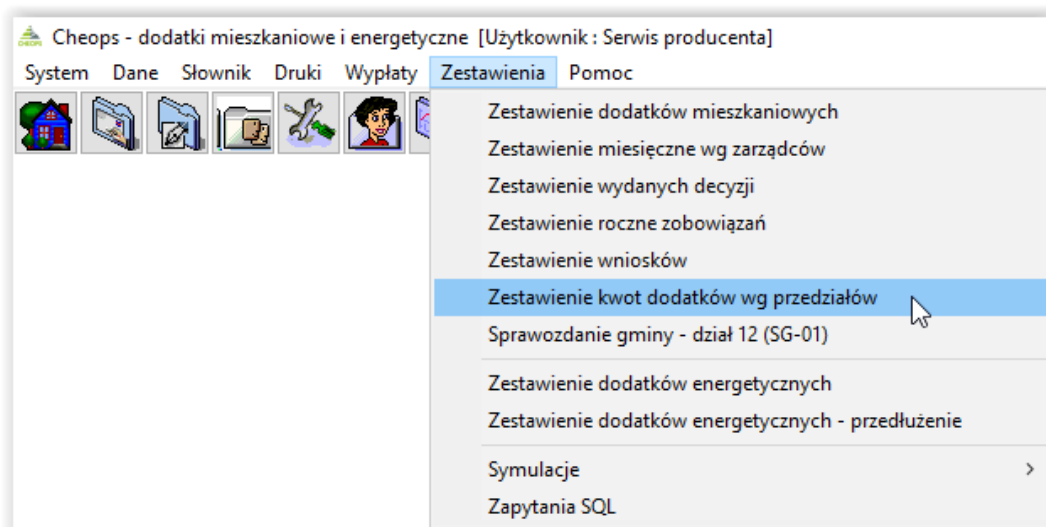 Cheops - dodatki mieszkaniowe i energetyczne [Użytkownik : Serwis producenta]
System Dane Słownik Druki Wypłaty Zestawienia Pomoc
Zestawienie dodatków mieszkaniowych
Zestawienie miesięczne wg zarządców
Zestawienie wydanych decyzji
Zestawienie roczne zobowiązań
Zestawienie wniosków
Zestawienie kwot dodatków wg przedziałów
Sprawozdanie gminy - dział 12 (SG-01)
Zestawienie dodatków energetycznych
Zestawienie dodatków energetycznych - przedłużenie
Symulacje
Zapytania SQL